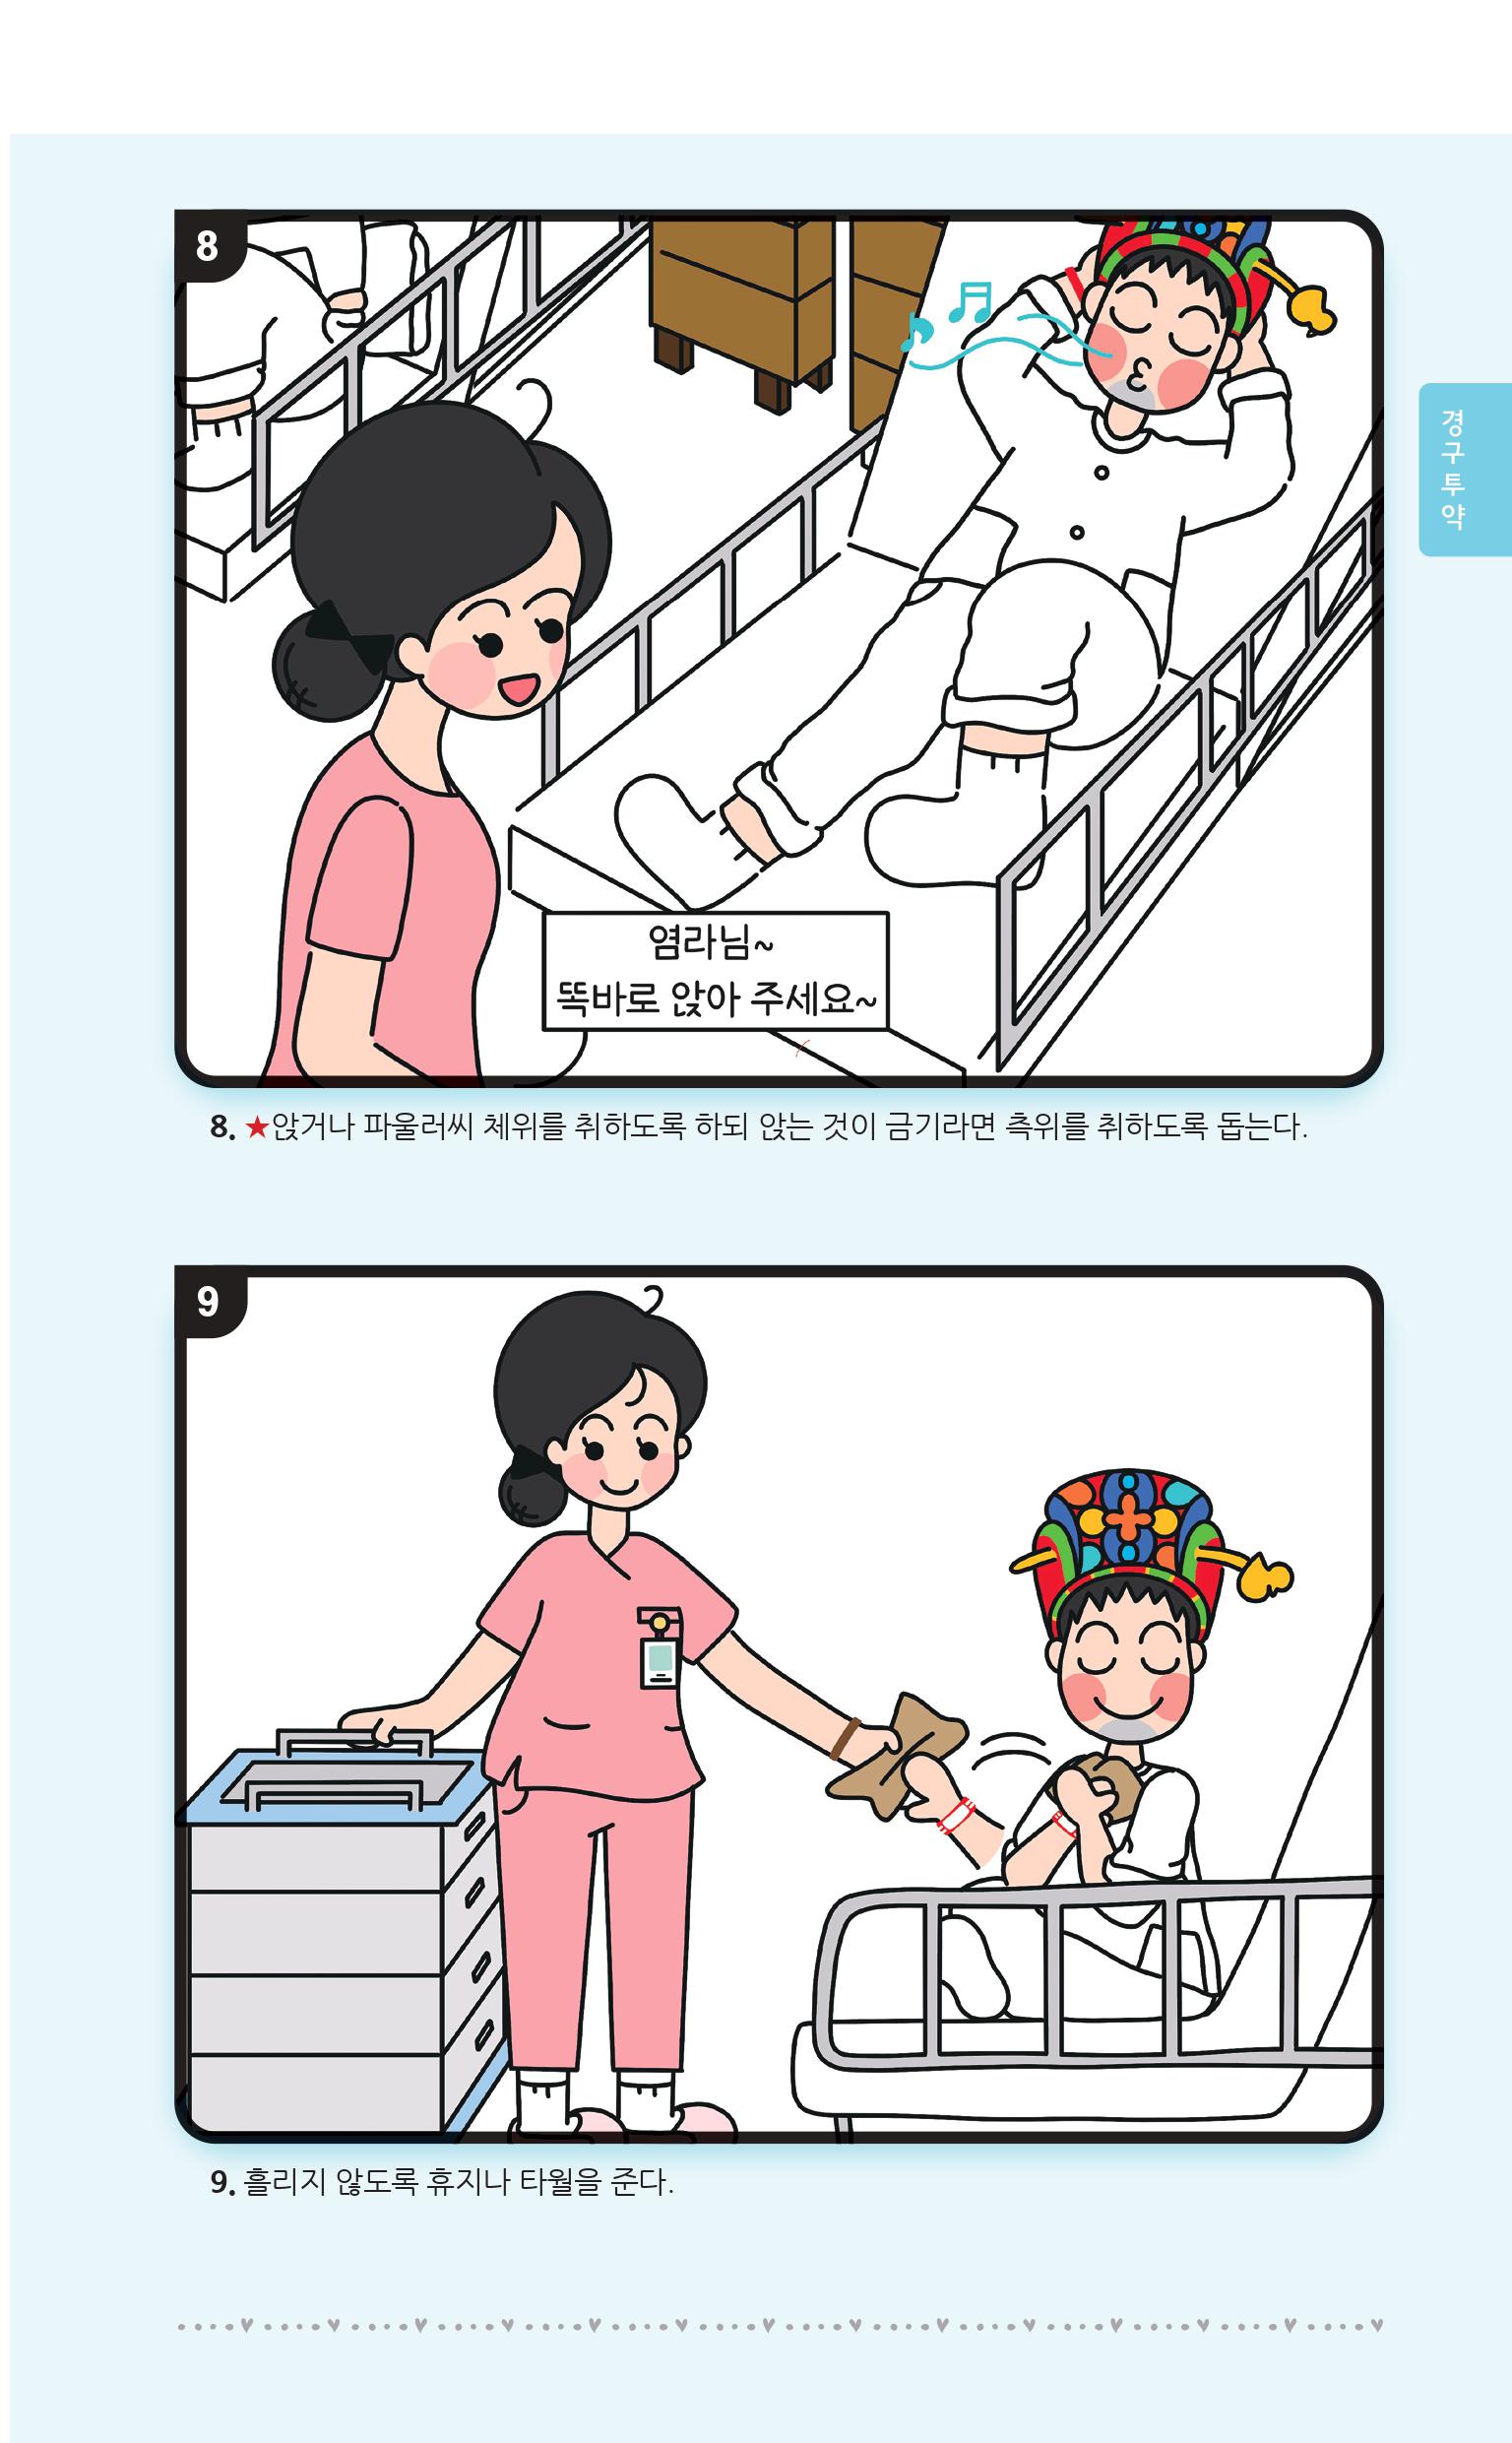 8
경구 투약
염라님~
똑바로 앉아 주세요~
8. ★앉거나 파울러씨 체위를 취하도록 하되 앉는 것이 금기라면 측위를 취하도록 돕는다.
9
9. 흘리지 않도록 휴지나 타월을 준다.